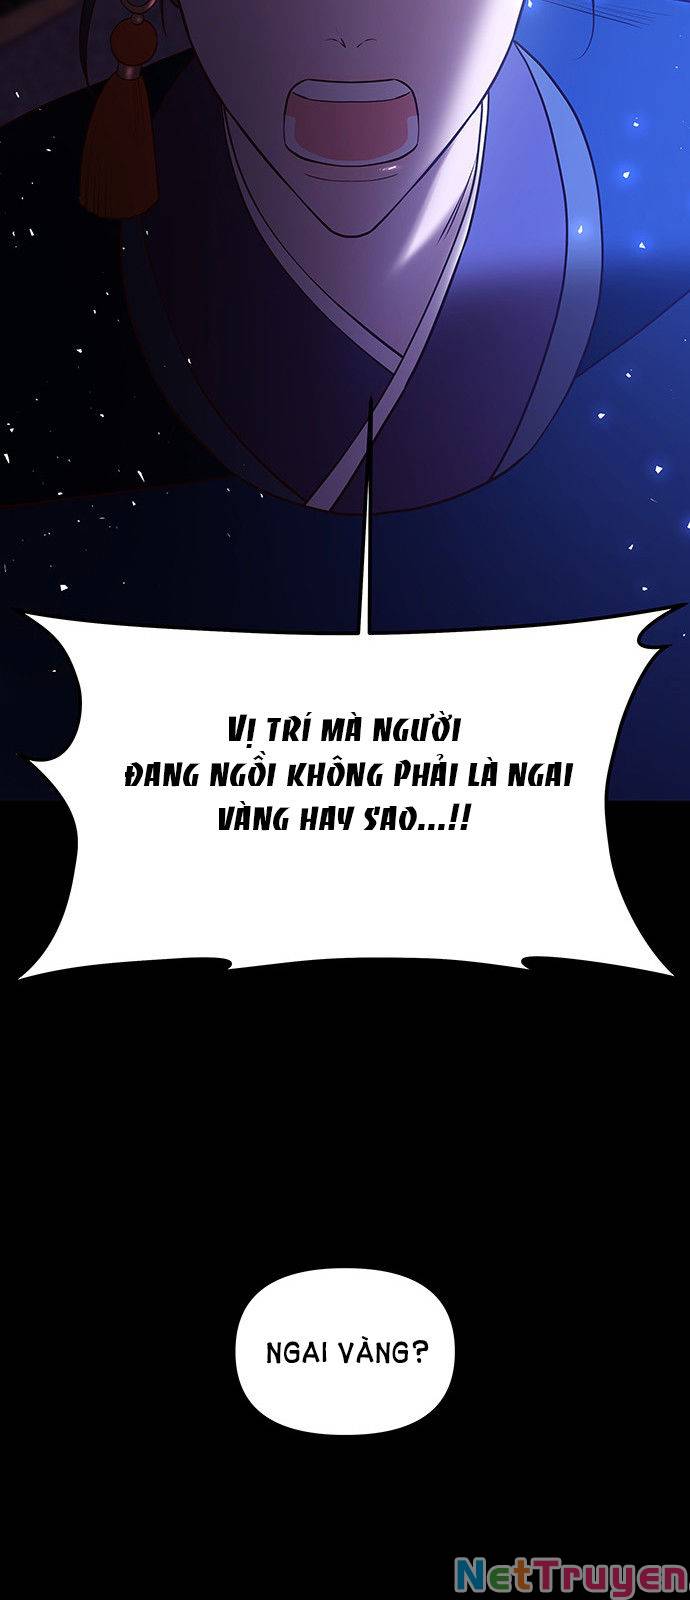 VỊ TRÍ MÀ NGƯỜI
ĐANG NGỒI KHÔNG PHẢI LÀ NGAI
VÀNG HAY SAO...!!
NGAI VÀNG?
NETTRUYEN